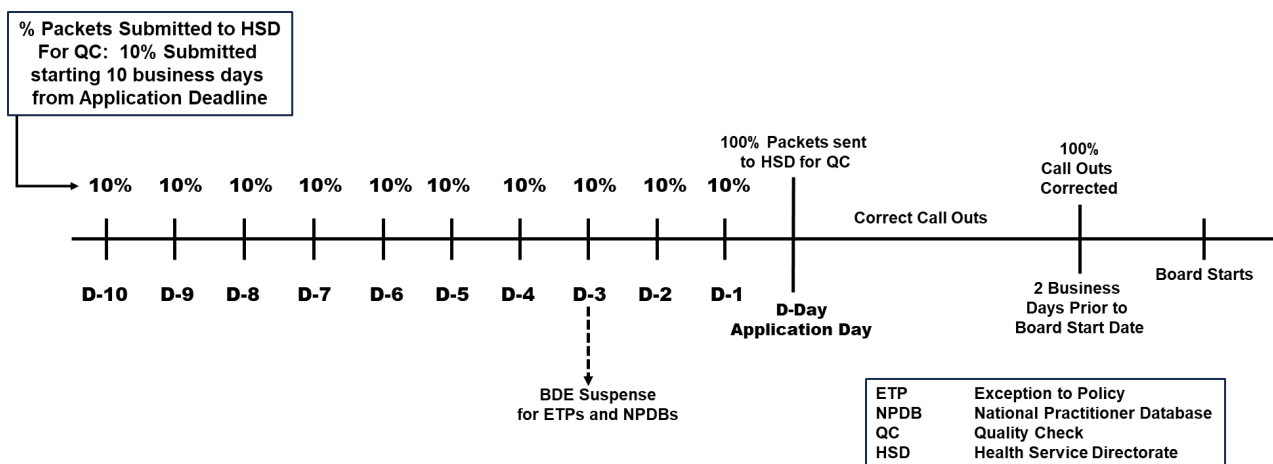 % Packets Submitted to HSD
For QC: 10% Submitted
starting 10 business days
from Application Deadline
100% Packets sent
to HSD for QC
100%
Call Outs
Corrected
10% 10% 10% 10% 10% 10% 10% 10% 10% 10%
Correct Call Outs
D-10 D-9 D-8 D-7 D-6 D-5 D-4 D-3 D-2 D-1
D-Day
Application Day
2 Business
Days Prior to
Board Start Date
Board Starts
BDE Suspense
for ETPs and NPDBs
ETP Exception to Policy
NPDB National Practitioner Database
QC Quality Check
HSD Health Service Directorate